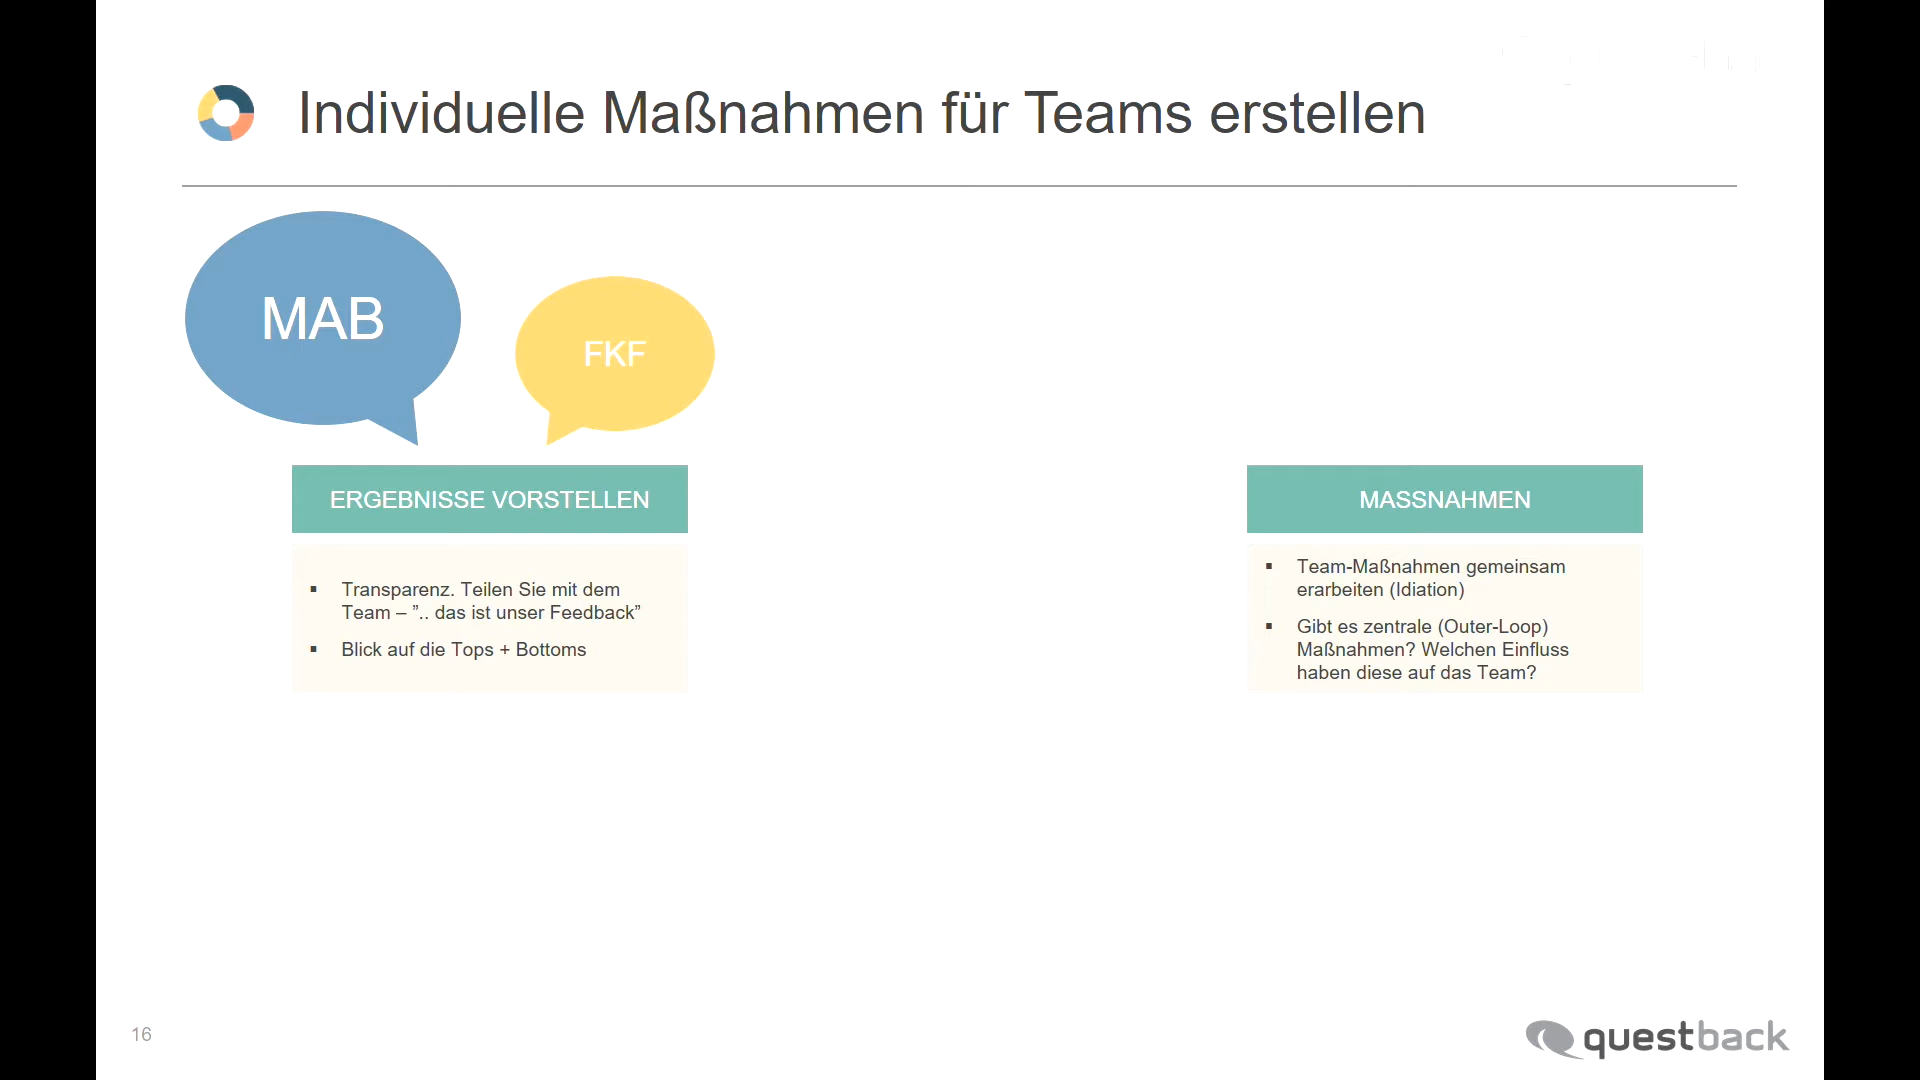 Individuelle Maßnahmen für Teams erstellen
MAB
FKF
ERGEBNISSE VORSTELLEN
▪ Transparenz. Teilen Sie mit dem
Team – ”.. das ist unser Feedback”
▪ Blick auf die Tops + Bottoms
MASSNAHMEN
▪ Team-Maßnahmen gemeinsam
erarbeiten (Idiation)
▪ Gibt es zentrale (Outer-Loop)
Maßnahmen? Welchen Einfluss
haben diese auf das Team?
16
questback